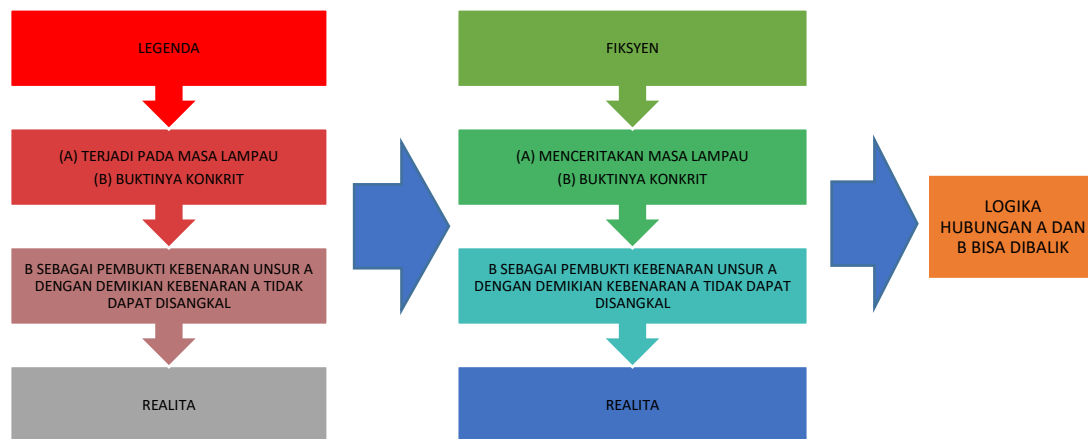 LEGENDA
(A) TERJADI PADA MASA LAMPAU
(B) BUKTINYA KONKRIT
B SEBAGAI PEMBUKTI KEBENARAN UNSUR A
DENGAN DEMIKIAN KEBENARAN A TIDAK
DAPAT DISANGKAL
REALITA
FIKSYEN
(A) MENCERITAKAN MASA LAMPAU
(B) BUKTINYA KONKRIT
B SEBAGAI PEMBUKTI KEBENARAN UNSUR A
DENGAN DEMIKIAN KEBENARAN A TIDAK DAPAT
DISANGKAL
REALITA
LOGIKA
HUBUNGAN A DAN
B BISA DIBALIK